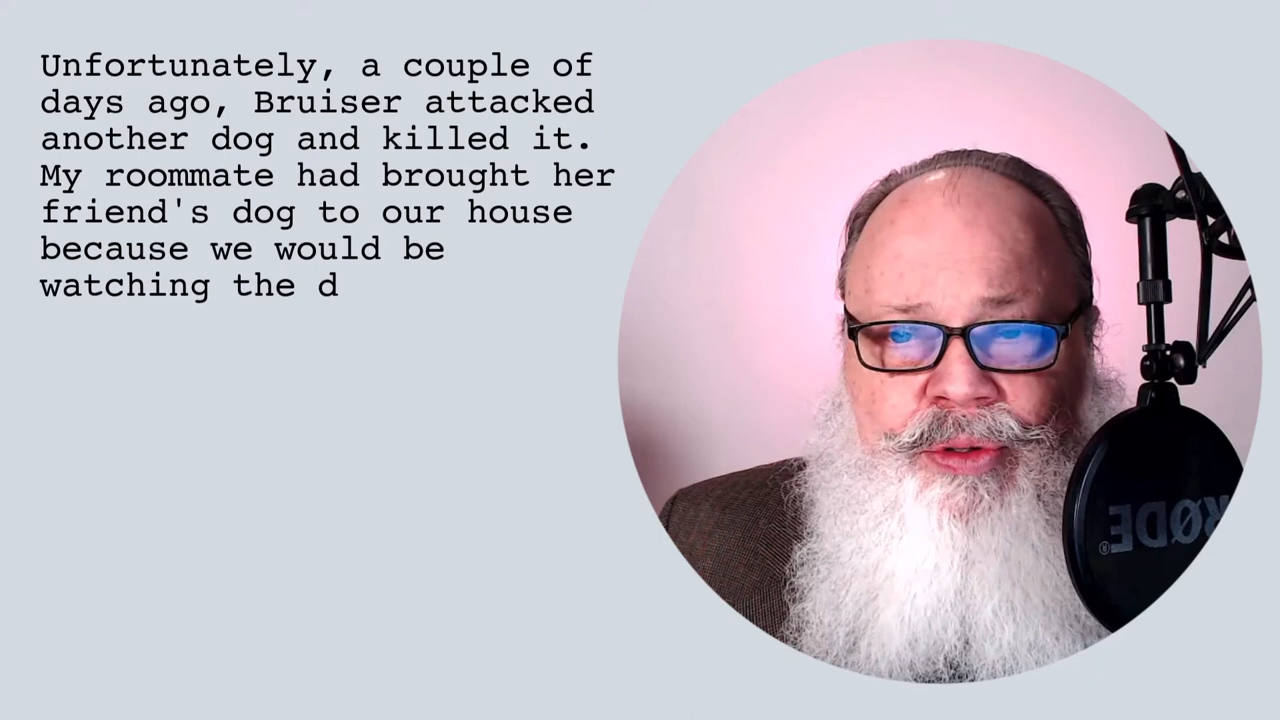 Unfortunately, a couple of
days ago, Bruiser attacked
another dog and killed it.
My roommate had brought her
friend's dog to our house
because we would be
watching the d
RØDE